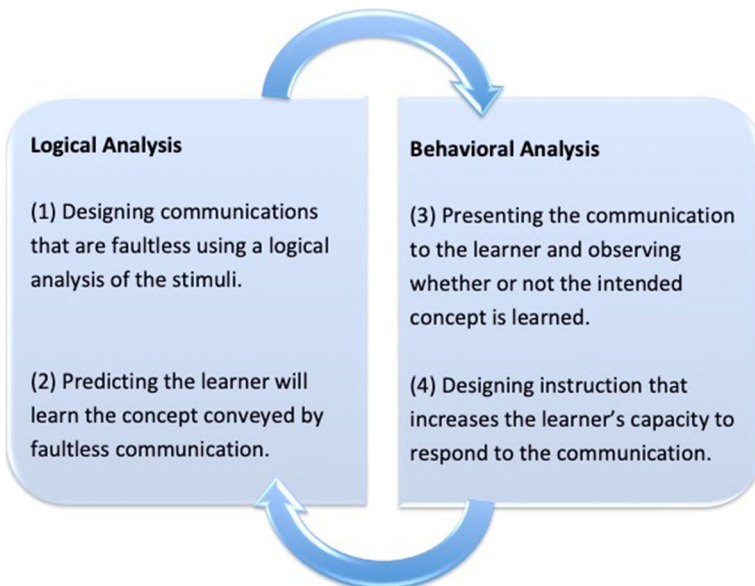 Logical Analysis
(1) Designing communications
that are faultless using a logical
analysis of the stimuli.
(2) Predicting the learner will
learn the concept conveyed by
faultless communication.
Behavioral Analysis
(3) Presenting the communication
to the learner and observing
whether or not the intended
concept is learned.
(4) Designing instruction that
increases the learner’s capacity to
respond to the communication.